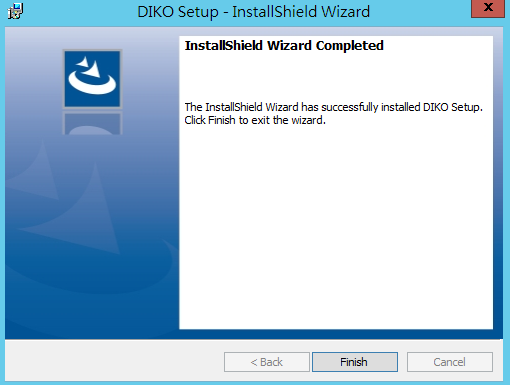 DIKO Setup - InstallShield Wizard
InstallShield Wizard Completed
The InstallShield Wizard has successfully installed DIKO Setup.
Click Finish to exit the wizard.
< Back
Finish
Cancel